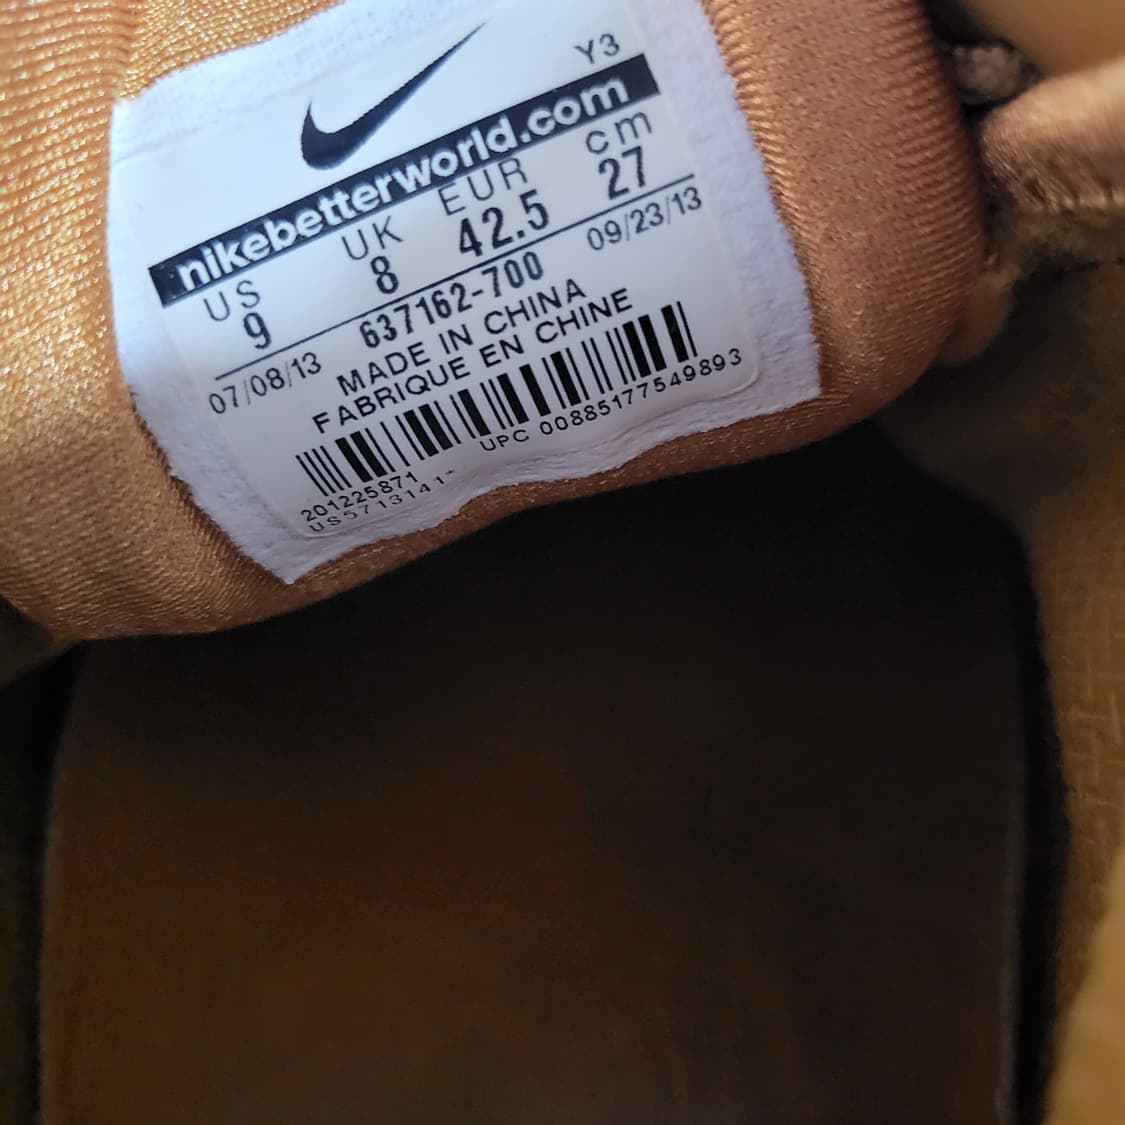 Y3
nikebetterworld.com
US UK EUR cm
9 8 42.5 27
07/08/13 637162-700 09/23/13
MADE IN CHINA
FABRIQUE EN CHINE
UPC 00885177549893
201225871
US5713141*